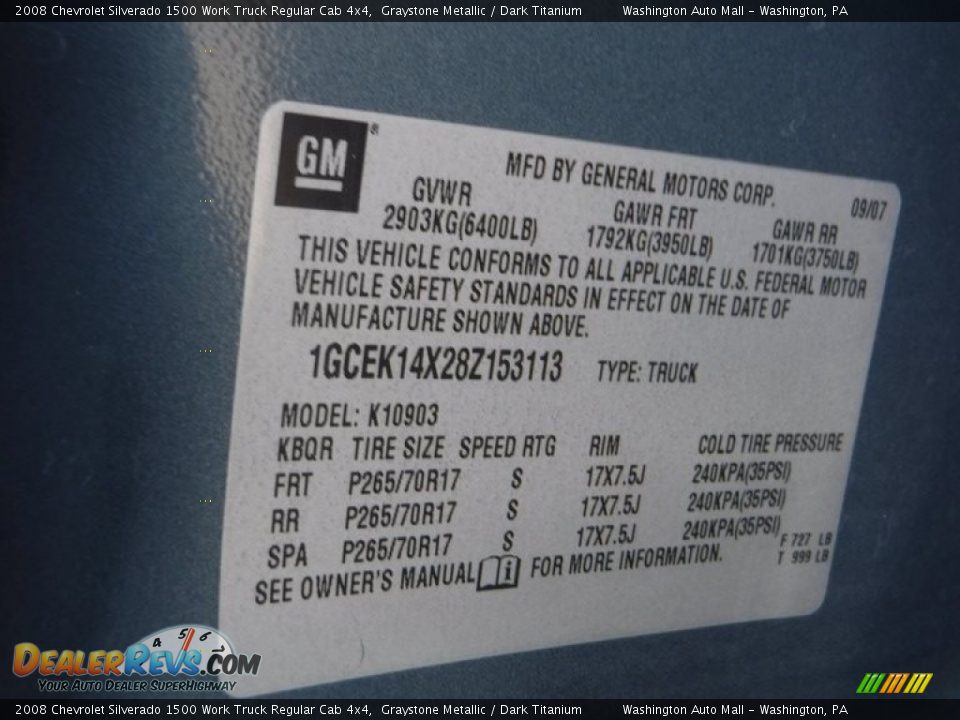 2008 Chevrolet Silverado 1500 Work Truck Regular Cab 4x4, Graystone Metallic / Dark Titanium Washington Auto Mall - Washington, PA
GM®
MFD BY GENERAL MOTORS CORP.
09/07
GVWR GAWR FRT GAWR RR
2903KG(6400LB) 1792KG(3950LB) 1701KG(3750LB)
THIS VEHICLE CONFORMS TO ALL APPLICABLE U.S. FEDERAL MOTOR
VEHICLE SAFETY STANDARDS IN EFFECT ON THE DATE OF
MANUFACTURE SHOWN ABOVE.
1GCEK14X28Z153113 TYPE: TRUCK
MODEL: K10903
KBQR TIRE SIZE SPEED RTG RIM COLD TIRE PRESSURE
FRT P265/70R17 S 17X7.5J 240KPA(35PSI)
RR P265/70R17 S 17X7.5J 240KPA(35PSI)
SPA P265/70R17 S 17X7.5J 240KPA(35PSI)
F 727 LB
T 999 LB
SEE OWNER'S MANUAL i FOR MORE INFORMATION.
4 5 6
DEALERREVS.COM
YOUR AUTO DEALER SUPERHIGHWAY
2008 Chevrolet Silverado 1500 Work Truck Regular Cab 4x4, Graystone Metallic / Dark Titanium Washington Auto Mall - Washington, PA